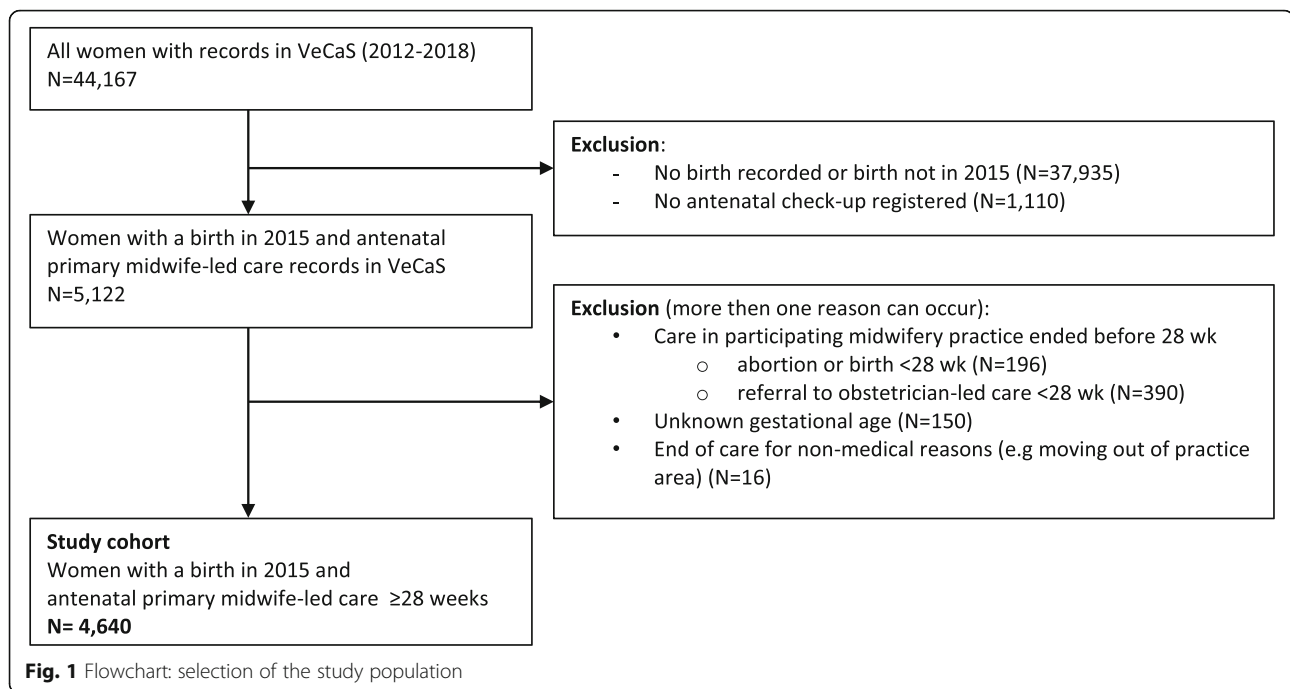 All women with records in VeCaS (2012-2018)
N=44,167
Exclusion:
- No birth recorded or birth not in 2015 (N=37,935)
- No antenatal check-up registered (N=1,110)
Women with a birth in 2015 and antenatal
primary midwife-led care records in VeCaS
N=5,122
Exclusion (more then one reason can occur):
• Care in participating midwifery practice ended before 28 wk
o abortion or birth <28 wk (N=196)
o referral to obstetrician-led care <28 wk (N=390)
• Unknown gestational age (N=150)
• End of care for non-medical reasons (e.g moving out of practice
area) (N=16)
Study cohort
Women with a birth in 2015 and
antenatal primary midwife-led care ≥28 weeks
N= 4,640
Fig. 1 Flowchart: selection of the study population